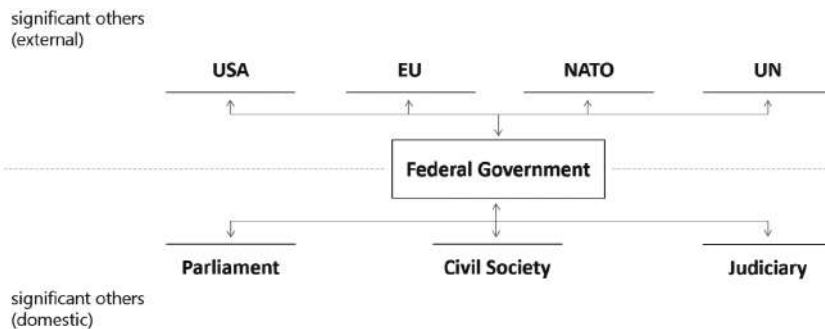 significant others
(external)
USA EU NATO UN
Federal Government
Parliament Civil Society Judiciary
significant others
(domestic)